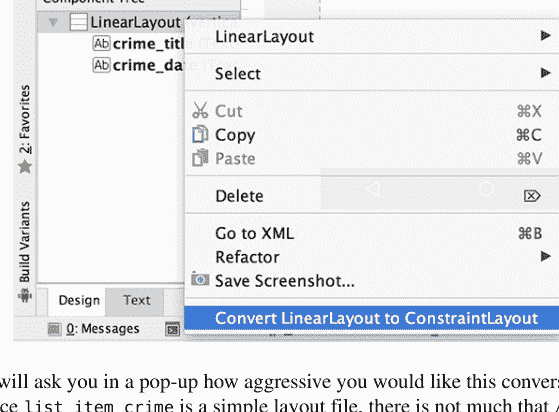 Component Tree
LinearLayout (vertical)
crime_title
crime_da
LinearLayout
Select
Cut ⌘X
Copy ⌘C
Paste ⌘V
Delete ⌦
Go to XML ⌘B
Refactor
Save Screenshot...
Convert LinearLayout to ConstraintLayout
2: Favorites
Build Variants
Design Text
0: Messages
will ask you in a pop-up how aggressive you would like this convers
ce list_item_crime is a simple layout file, there is not much that